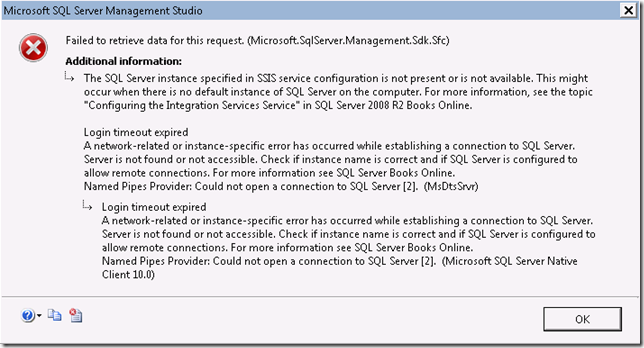 Microsoft SQL Server Management Studio
Failed to retrieve data for this request. (Microsoft.SqlServer.Management.Sdk.Sfc)
Additional information:
The SQL Server instance specified in SSIS service configuration is not present or is not available. This might
occur when there is no default instance of SQL Server on the computer. For more information, see the topic
"Configuring the Integration Services Service" in SQL Server 2008 R2 Books Online.
Login timeout expired
A network-related or instance-specific error has occurred while establishing a connection to SQL Server.
Server is not found or not accessible. Check if instance name is correct and if SQL Server is configured to
allow remote connections. For more information see SQL Server Books Online.
Named Pipes Provider: Could not open a connection to SQL Server [2]. (MsDtsSrvr)
Login timeout expired
A network-related or instance-specific error has occurred while establishing a connection to SQL Server.
Server is not found or not accessible. Check if instance name is correct and if SQL Server is configured to
allow remote connections. For more information see SQL Server Books Online.
Named Pipes Provider: Could not open a connection to SQL Server [2]. (Microsoft SQL Server Native
Client 10.0)
OK